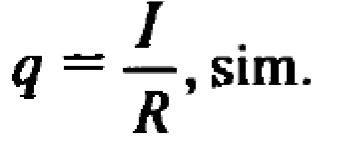 q = I/R, sim.